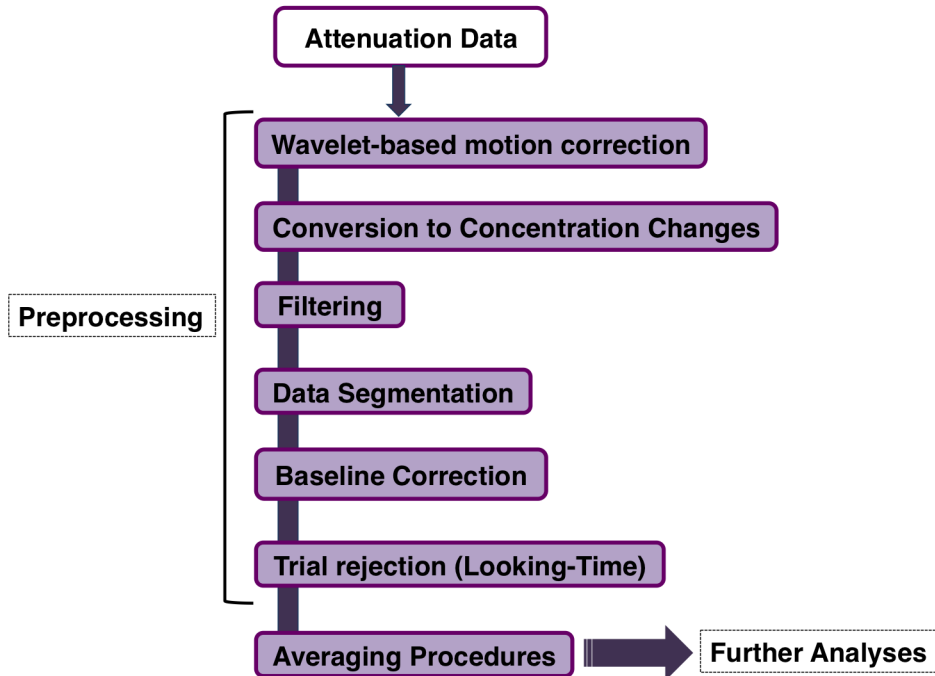 Attenuation Data
Wavelet-based motion correction
Conversion to Concentration Changes
Filtering
Preprocessing
Data Segmentation
Baseline Correction
Trial rejection (Looking-Time)
Averaging Procedures
Further Analyses